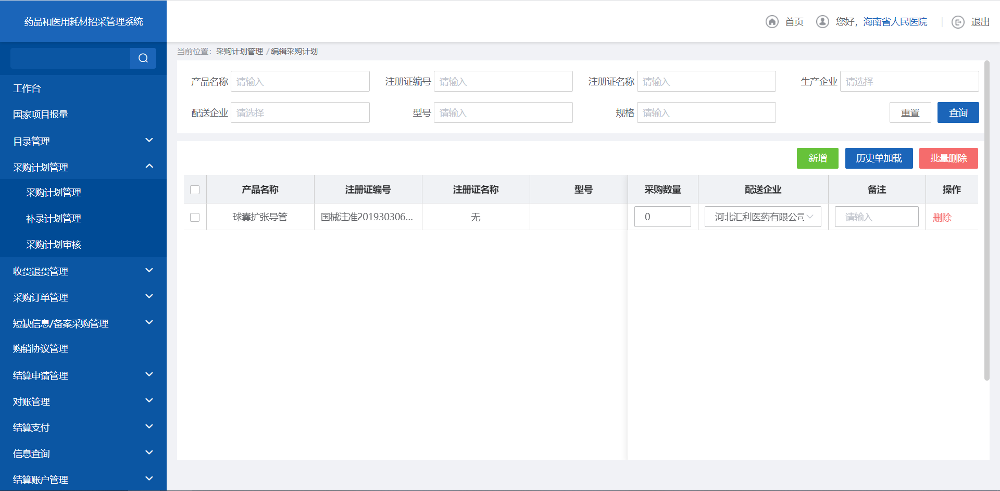 药品和医用耗材招采管理系统
首页
您好，海南省人民医院
退出
当前位置：采购计划管理 / 编辑采购计划
产品名称 请输入 注册证编号 请输入 注册证名称 请输入 生产企业 请选择
配送企业 请选择 型号 请输入 规格 请输入 重置 查询
新增 历史单加载 批量删除
产品名称 注册证编号 注册证名称 型号 采购数量 配送企业 备注 操作
球囊扩张导管 国械注准201930306... 无 0 河北汇利医药有限公司 请输入 删除
工作台
国家项目报量
目录管理
采购计划管理
采购计划管理
补录计划管理
采购计划审核
收货退货管理
采购订单管理
短缺信息/备案采购管理
购销协议管理
结算申请管理
对账管理
结算支付
信息查询
结算账户管理